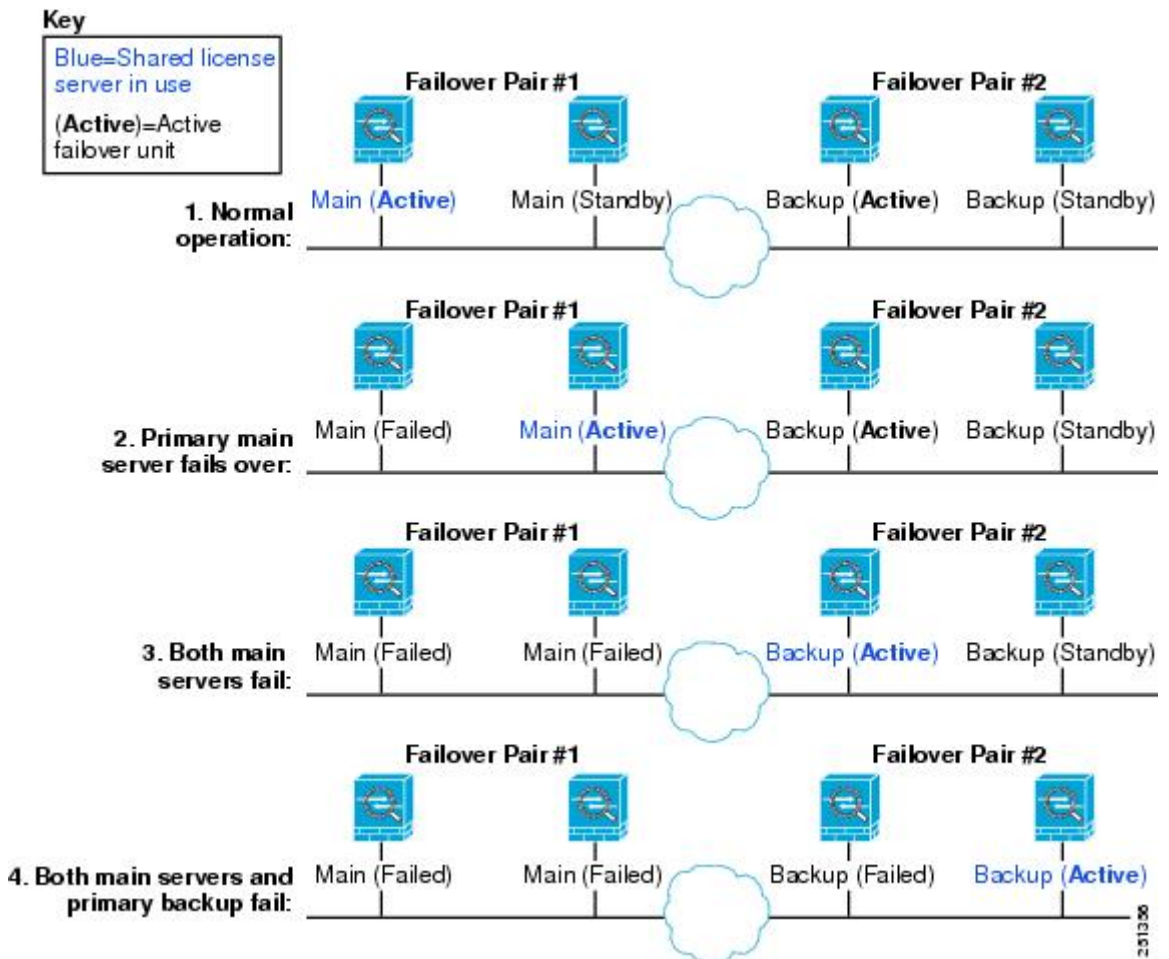 Key
Blue=Shared license
server in use
(Active)=Active
failover unit
Failover Pair #1
Failover Pair #2
1. Normal
operation:
Main (Active)
Main (Standby)
Backup (Active)
Backup (Standby)
Failover Pair #1
Failover Pair #2
2. Primary main
server fails over:
Main (Failed)
Main (Active)
Backup (Active)
Backup (Standby)
Failover Pair #1
Failover Pair #2
3. Both main
servers fail:
Main (Failed)
Main (Failed)
Backup (Active)
Backup (Standby)
Failover Pair #1
Failover Pair #2
4. Both main servers and
primary backup fail:
Main (Failed)
Main (Failed)
Backup (Failed)
Backup (Active)
251356